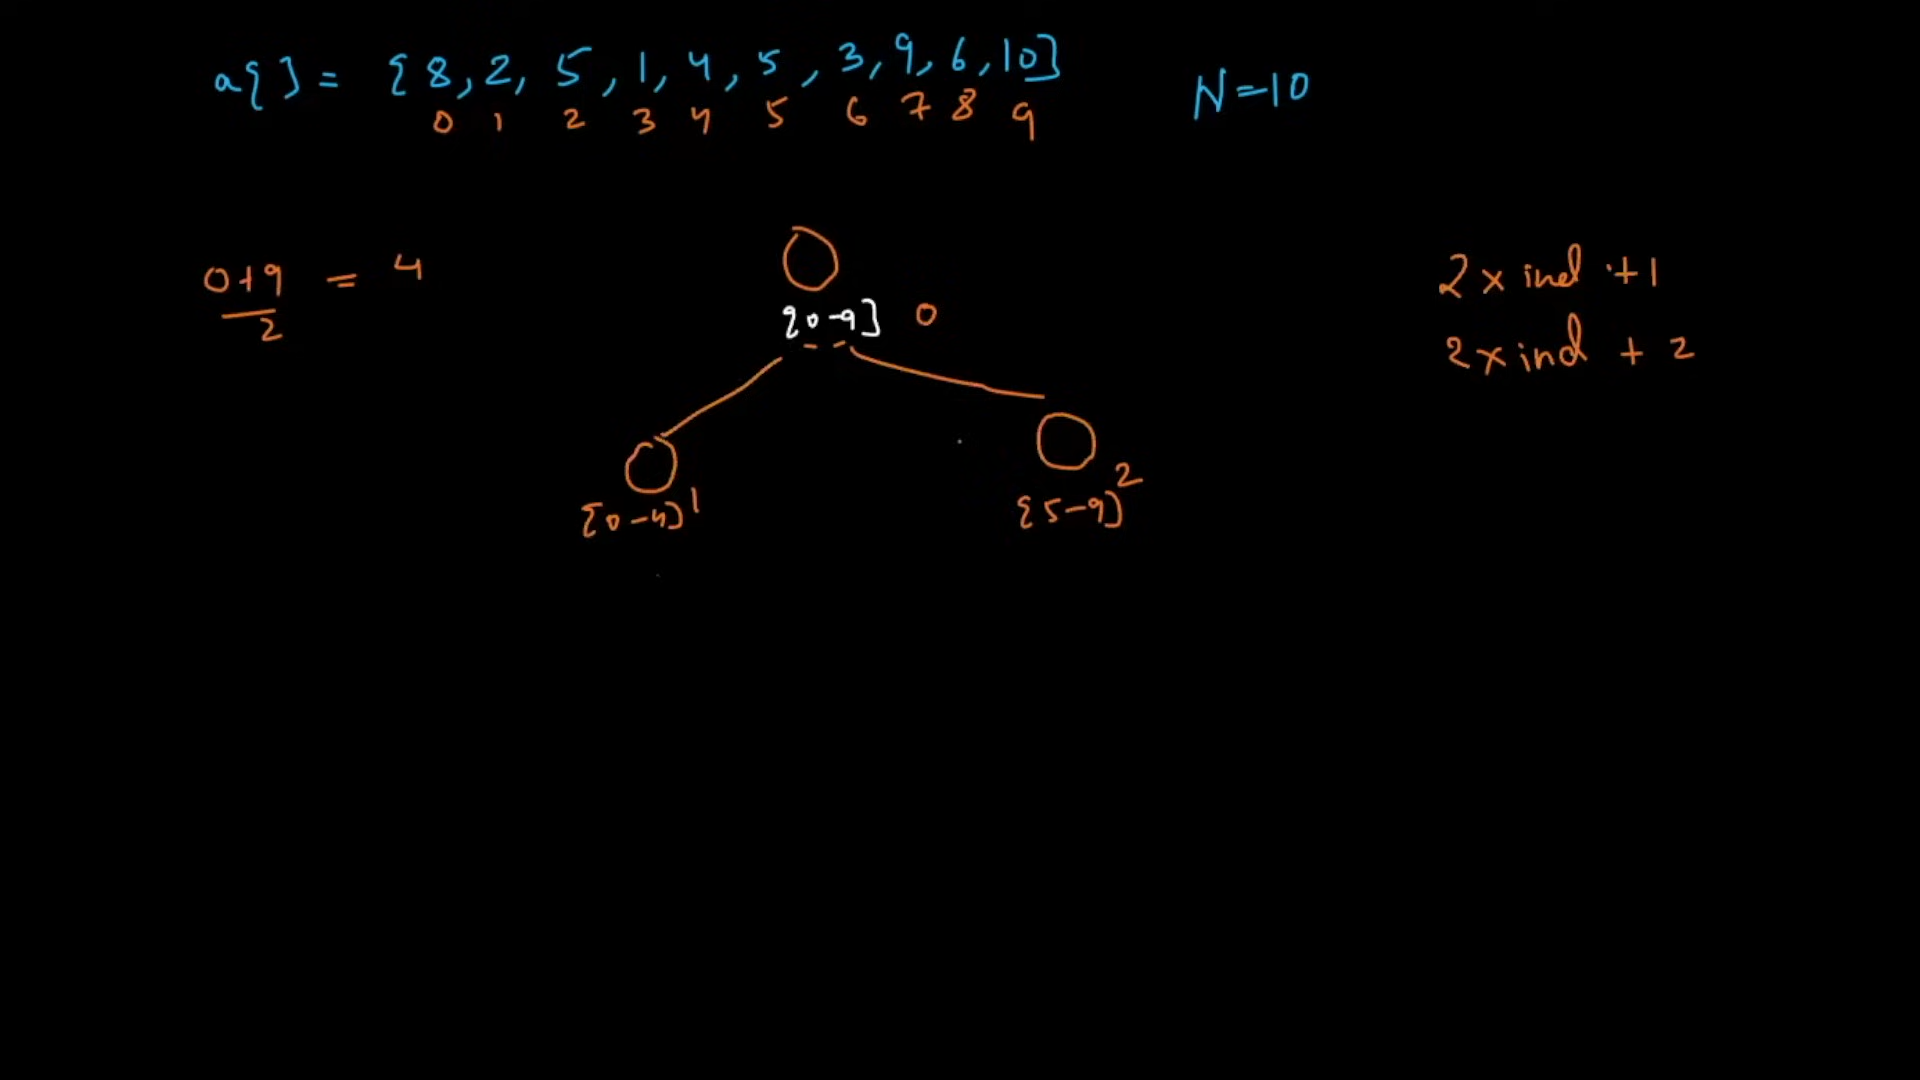 a[] = {8, 2, 5, 1, 4, 5, 3, 9, 6, 10}
0 1 2 3 4 5 6 7 8 9
N=10
0+9 = 4
2
[0-9] 0
2 x ind +1
2 x ind + 2
[0-4] 1
[5-9] 2